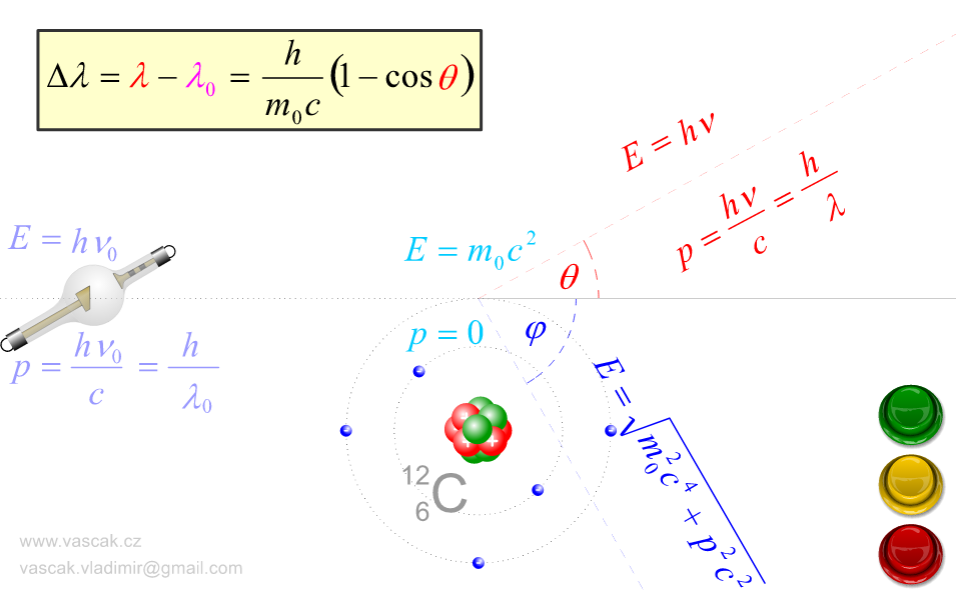 Δλ = λ − λ₀ = h/(m₀c) (1 − cos θ)
E = hν
p = hν/c = h/λ
E = hν₀
E = m₀c²
θ
p = hν₀/c = h/λ₀
p = 0
φ
E = √(m₀²c⁴ + p²c²)
+ +
¹²₆C
www.vascak.cz
vascak.vladimir@gmail.com